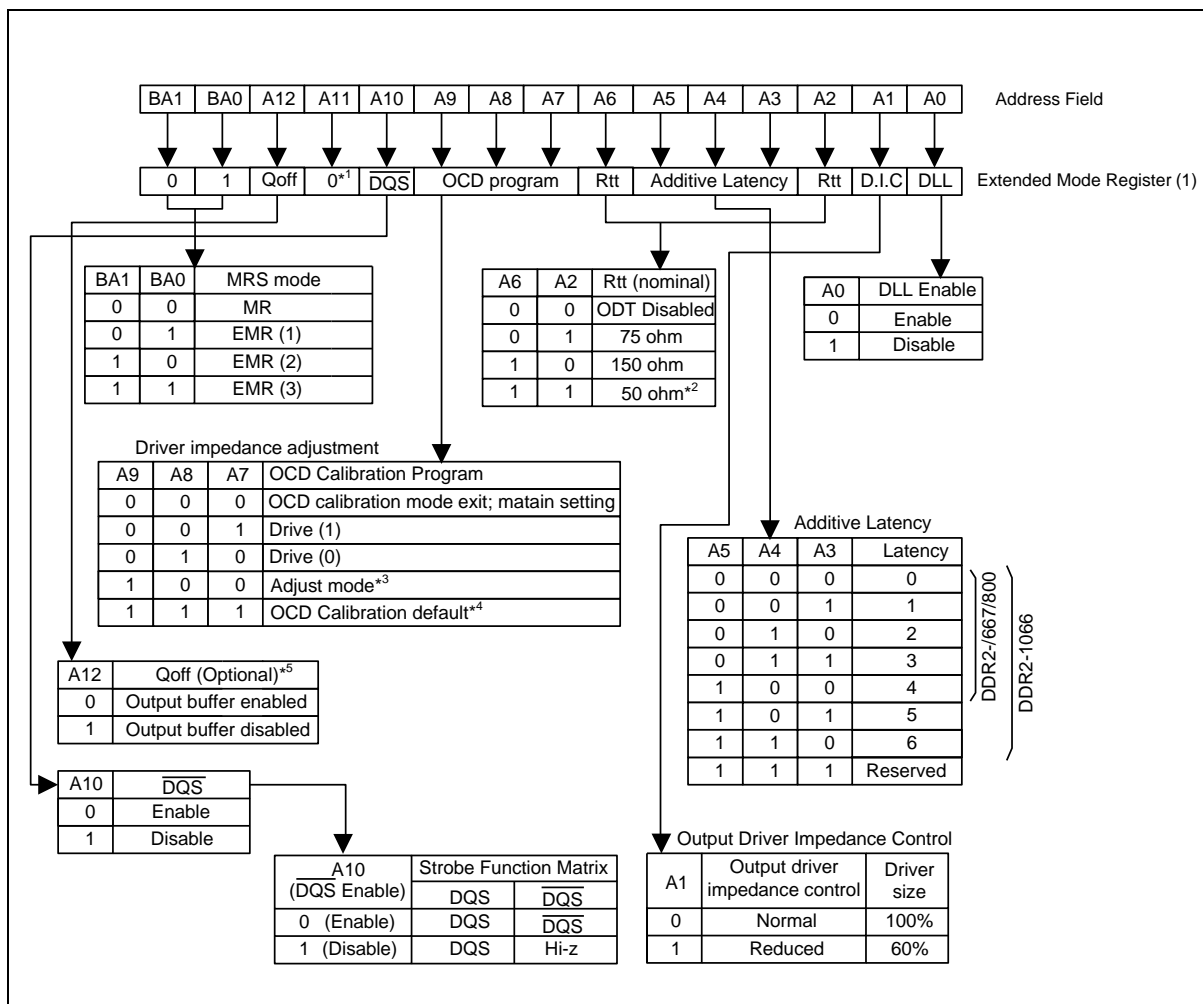 BA1 BA0 A12 A11 A10 A9 A8 A7 A6 A5 A4 A3 A2 A1 A0 Address Field
0 1 Qoff 0*1 DQS OCD program Rtt Additive Latency Rtt D.I.C DLL Extended Mode Register (1)
BA1 BA0 MRS mode
0 0 MR
0 1 EMR (1)
1 0 EMR (2)
1 1 EMR (3)
A6 A2 Rtt (nominal)
0 0 ODT Disabled
0 1 75 ohm
1 0 150 ohm
1 1 50 ohm*2
A0 DLL Enable
0 Enable
1 Disable
Driver impedance adjustment
A9 A8 A7 OCD Calibration Program
0 0 0 OCD calibration mode exit; matain setting
0 0 1 Drive (1)
0 1 0 Drive (0)
1 0 0 Adjust mode*3
1 1 1 OCD Calibration default*4
Additive Latency
A5 A4 A3 Latency
0 0 0 0
0 0 1 1
0 1 0 2
0 1 1 3
1 0 0 4
1 0 1 5
1 1 0 6
1 1 1 Reserved
DDR2-/667/800
DDR2-1066
A12 Qoff (Optional)*5
0 Output buffer enabled
1 Output buffer disabled
A10 DQS
0 Enable
1 Disable
A10 (DQS Enable) Strobe Function Matrix
DQS DQS
0 (Enable) DQS DQS
1 (Disable) DQS Hi-z
Output Driver Impedance Control
A1 Output driver impedance control Driver size
0 Normal 100%
1 Reduced 60%